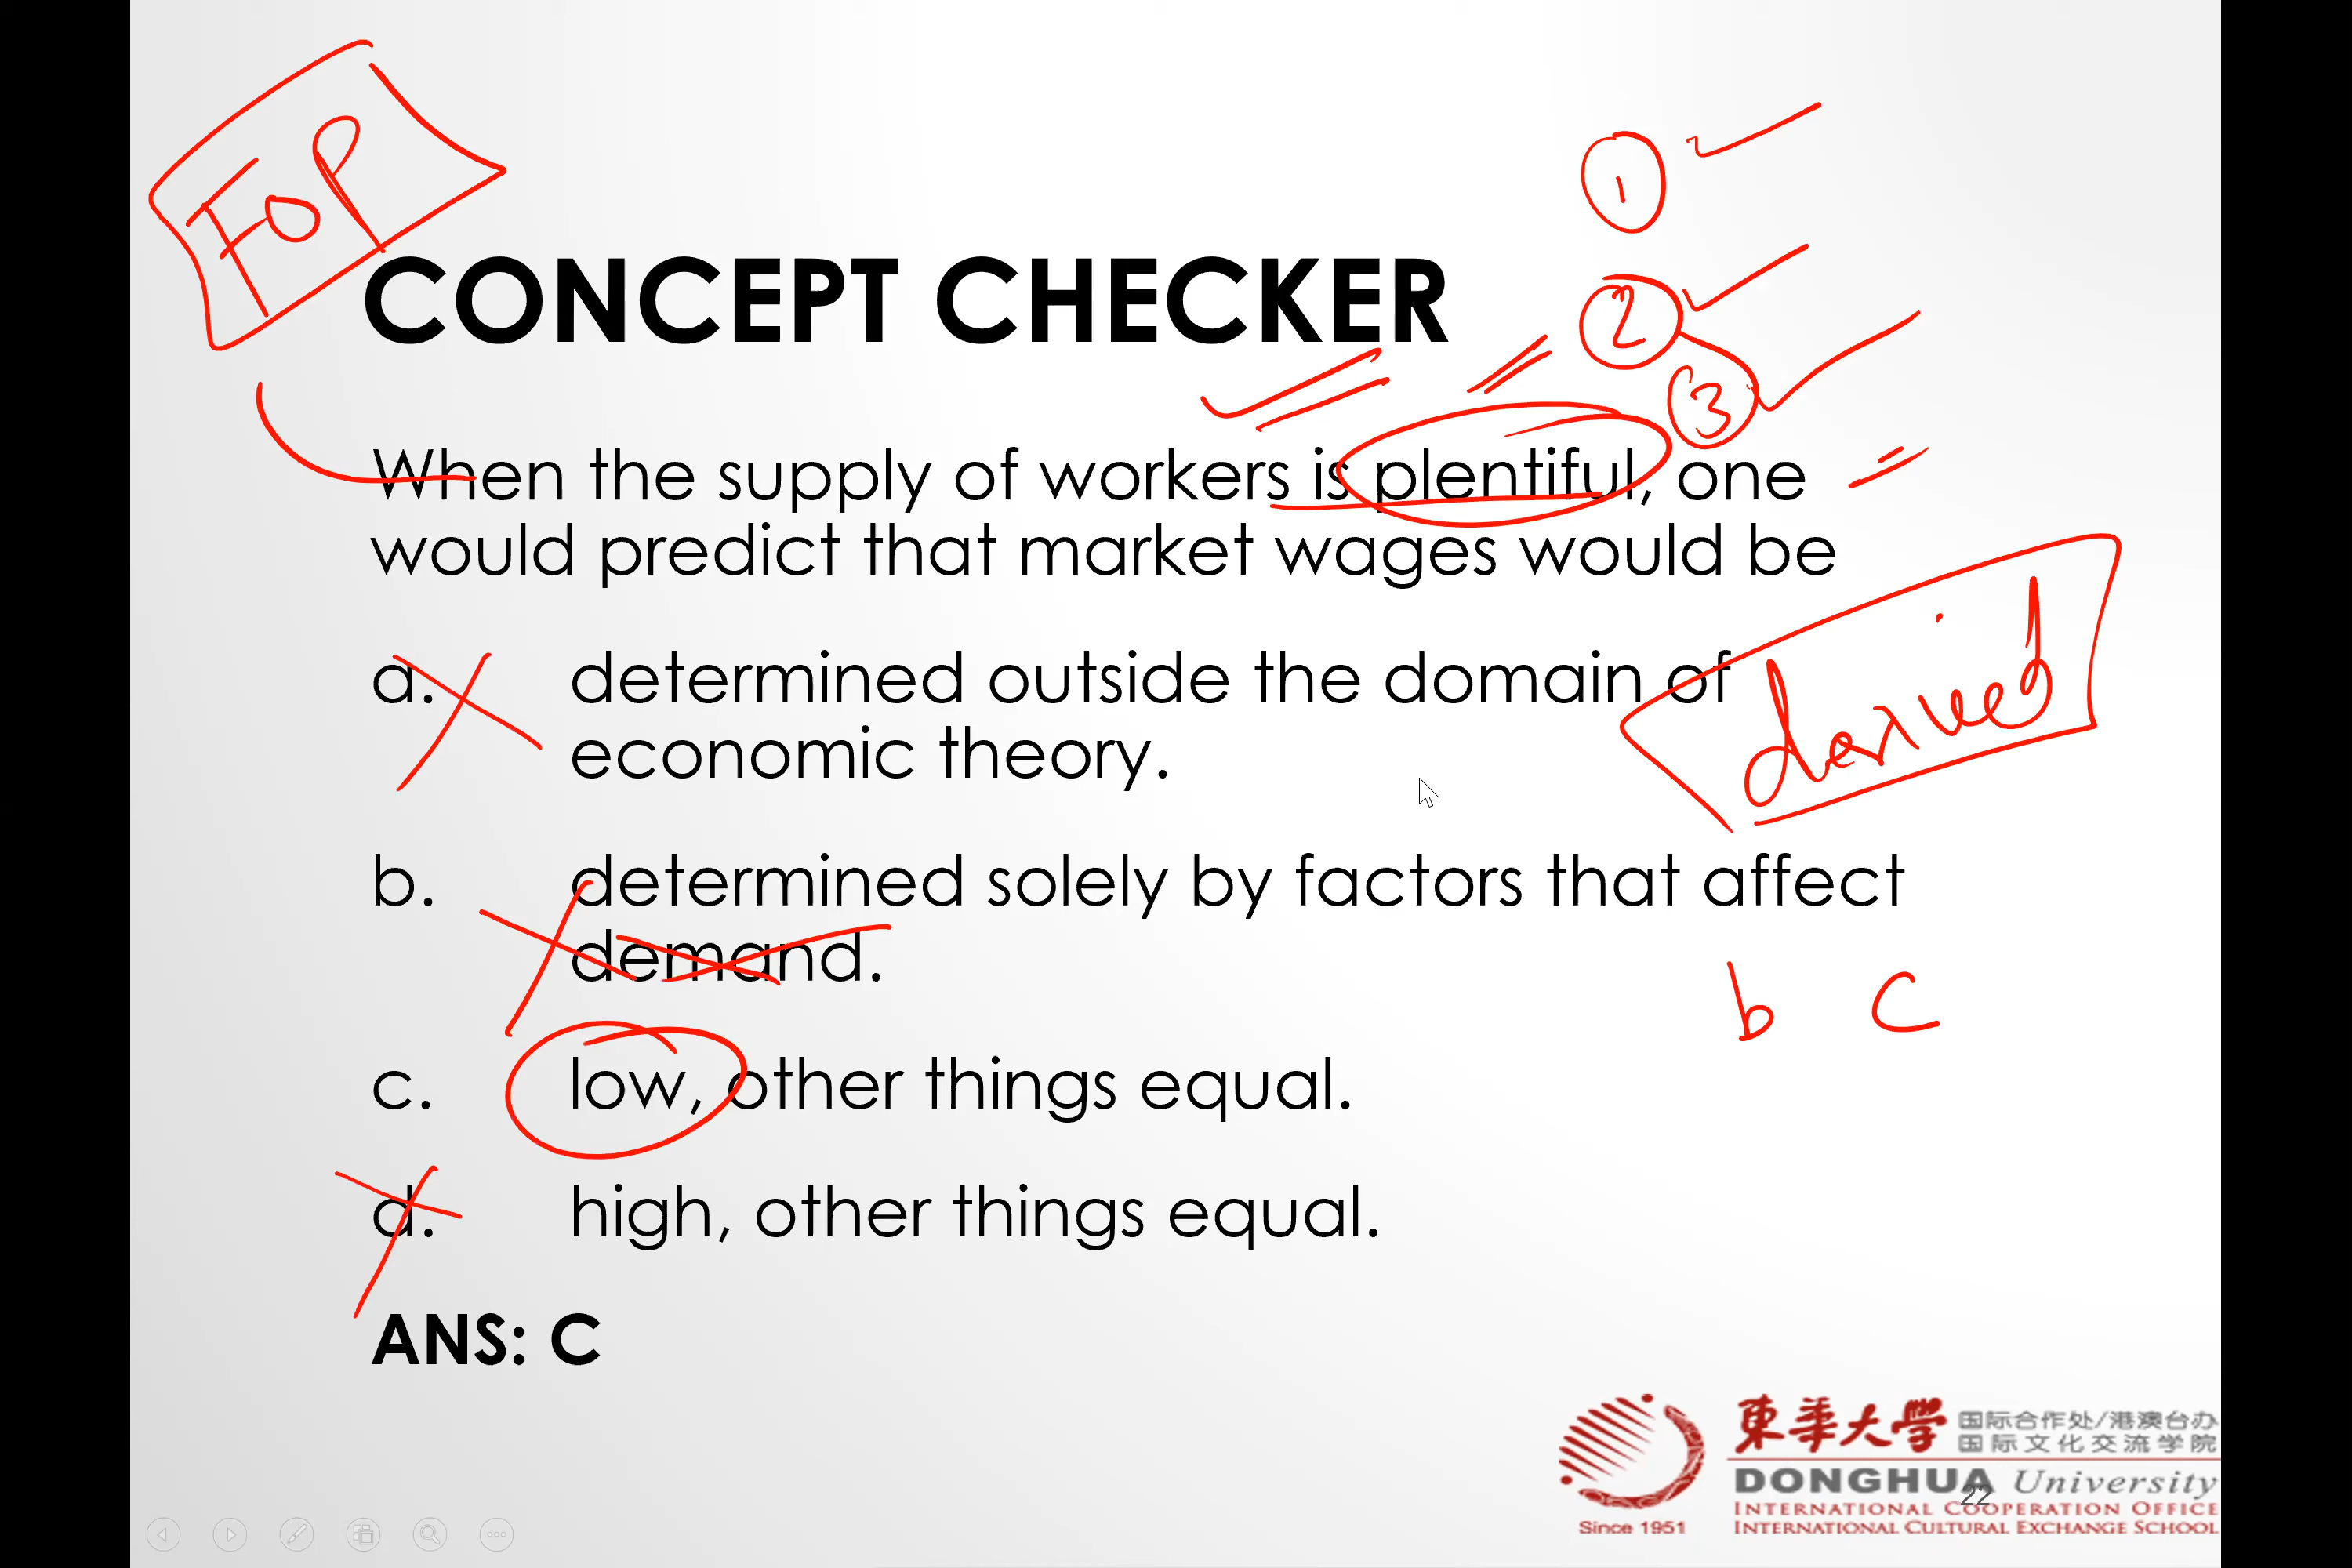 FoP
1
2
3
CONCEPT CHECKER
When the supply of workers is plentiful, one
would predict that market wages would be
a. determined outside the domain of
economic theory.
derived
b. determined solely by factors that affect
demand.
b c
c. low, other things equal.
d. high, other things equal.
ANS: C
東華大學
国际合作处/港澳台办
国际文化交流学院
DONGHUA University
22
INTERNATIONAL COOPERATION OFFICE
INTERNATIONAL CULTURAL EXCHANGE SCHOOL
Since 1951